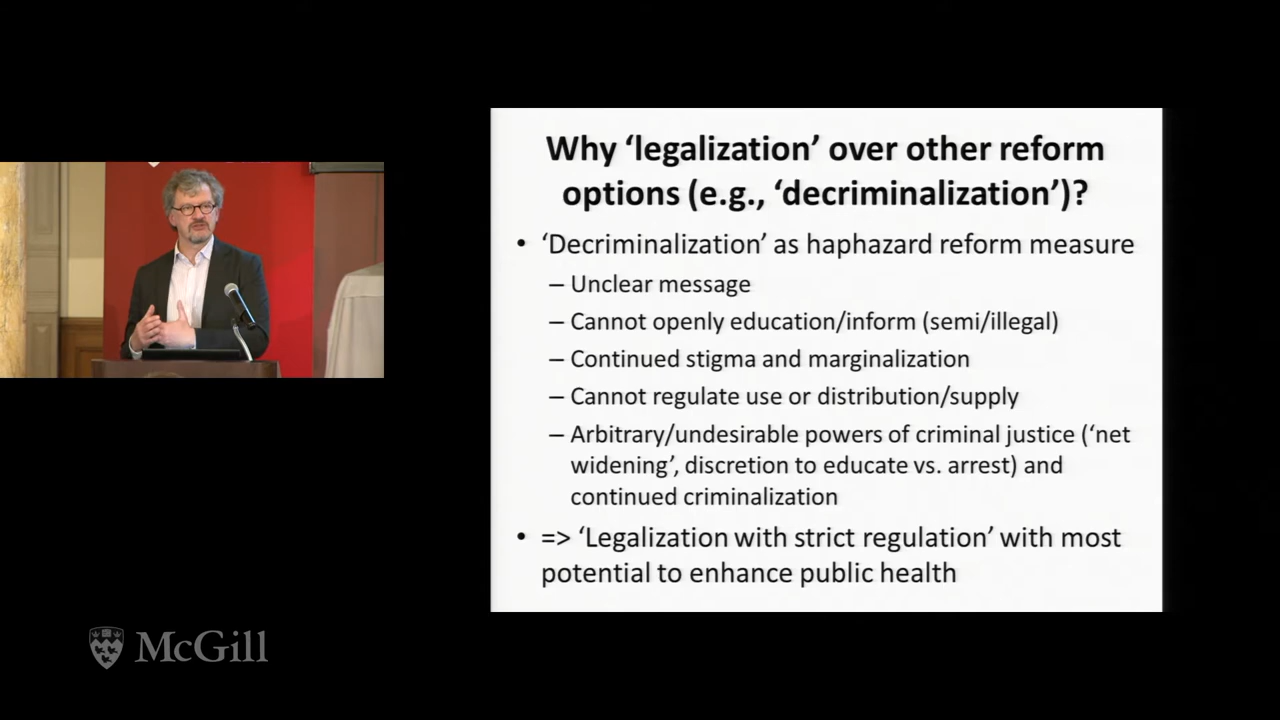 Why ‘legalization’ over other reform
options (e.g., ‘decriminalization’)?
• ‘Decriminalization’ as haphazard reform measure
– Unclear message
– Cannot openly education/inform (semi/illegal)
– Continued stigma and marginalization
– Cannot regulate use or distribution/supply
– Arbitrary/undesirable powers of criminal justice (‘net
widening’, discretion to educate vs. arrest) and
continued criminalization
• => ‘Legalization with strict regulation’ with most
potential to enhance public health
McGill